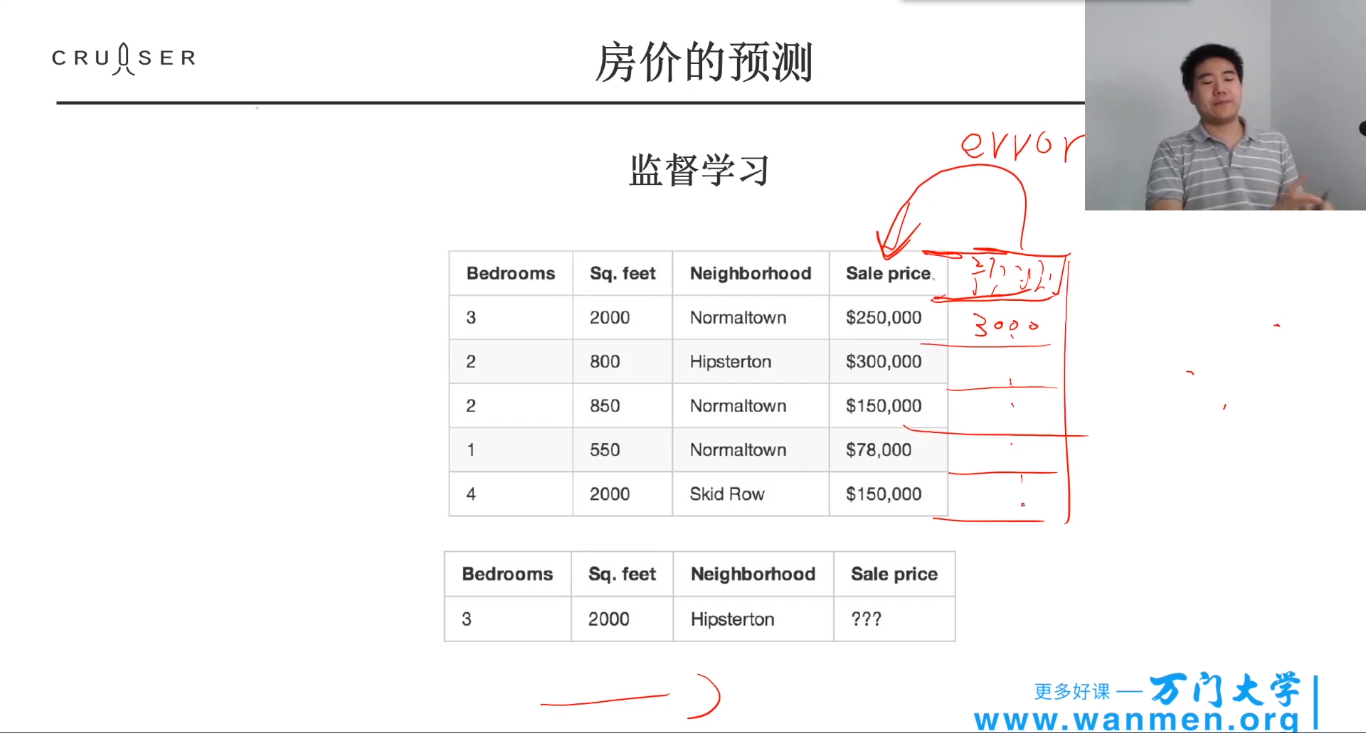 CRUISER
房价的预测
监督学习
error
Bedrooms Sq. feet Neighborhood Sale price
3 2000 Normaltown $250,000 3000
2 800 Hipsterton $300,000
2 850 Normaltown $150,000
1 550 Normaltown $78,000
4 2000 Skid Row $150,000
Bedrooms Sq. feet Neighborhood Sale price
3 2000 Hipsterton ???
更多好课 — 万门大学
www.wanmen.org